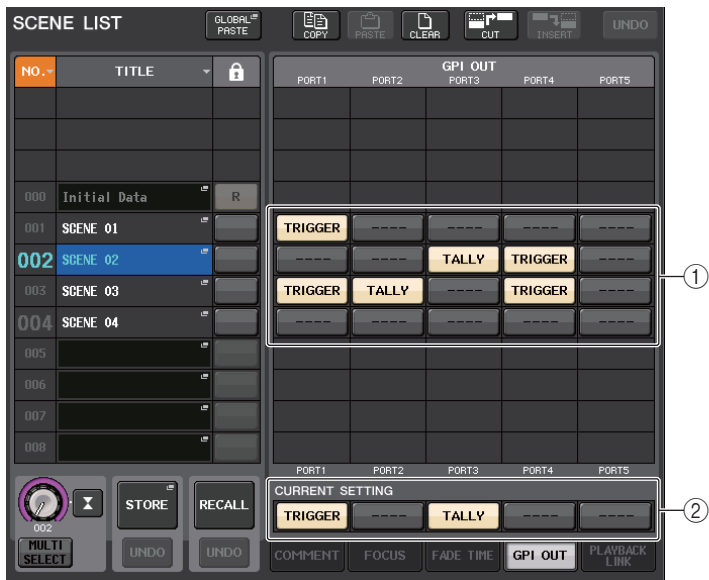 SCENE LIST GLOBAL PASTE COPY PASTE CLEAR CUT INSERT UNDO
NO. TITLE GPI OUT
PORT1 PORT2 PORT3 PORT4 PORT5
000 Initial Data R
001 SCENE 01 TRIGGER ---- ---- ---- ----
002 SCENE 02 ---- ---- TALLY TRIGGER ----
003 SCENE 03 TRIGGER TALLY ---- TRIGGER ----
004 SCENE 04 ---- ---- ---- ---- ----
①
005
006
007
008
PORT1 PORT2 PORT3 PORT4 PORT5
CURRENT SETTING
TRIGGER ---- TALLY ---- ----
②
002 STORE RECALL
MULTI SELECT UNDO UNDO
COMMENT FOCUS FADE TIME GPI OUT PLAYBACK LINK